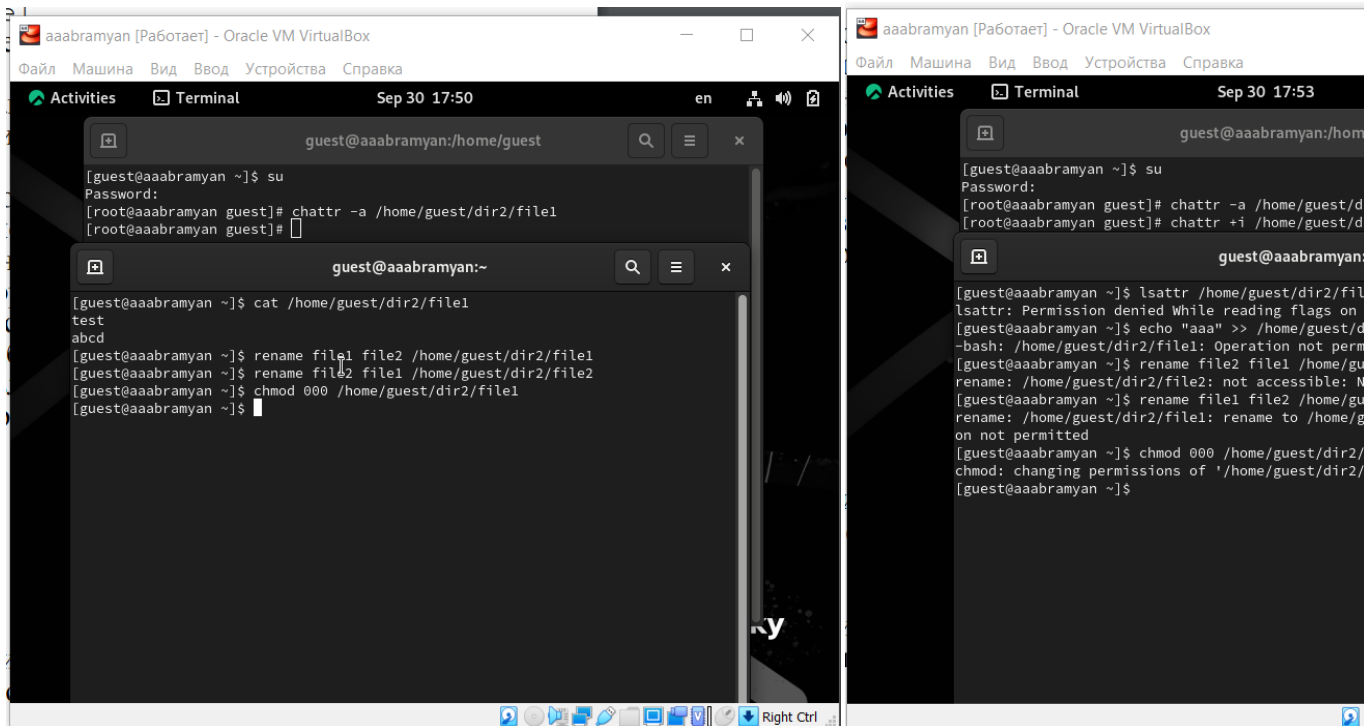 aaabramyan [Работает] - Oracle VM VirtualBox
Файл Машина Вид Ввод Устройства Справка
Activities Terminal Sep 30 17:50 en
guest@aaabramyan:/home/guest
[guest@aaabramyan ~]$ su
Password:
[root@aaabramyan guest]# chattr -a /home/guest/dir2/file1
[root@aaabramyan guest]#
guest@aaabramyan:~
[guest@aaabramyan ~]$ cat /home/guest/dir2/file1
test
abcd
[guest@aaabramyan ~]$ rename file1 file2 /home/guest/dir2/file1
[guest@aaabramyan ~]$ rename file2 file1 /home/guest/dir2/file2
[guest@aaabramyan ~]$ chmod 000 /home/guest/dir2/file1
[guest@aaabramyan ~]$
ky
Right Ctrl
aaabramyan [Работает] - Oracle VM VirtualBox
Файл Машина Вид Ввод Устройства Справка
Activities Terminal Sep 30 17:53
guest@aaabramyan:/hom
[guest@aaabramyan ~]$ su
Password:
[root@aaabramyan guest]# chattr -a /home/guest/d
[root@aaabramyan guest]# chattr +i /home/guest/d
guest@aaabramyan:
[guest@aaabramyan ~]$ lsattr /home/guest/dir2/fil
lsattr: Permission denied While reading flags on
[guest@aaabramyan ~]$ echo "aaa" >> /home/guest/d
-bash: /home/guest/dir2/file1: Operation not perm
[guest@aaabramyan ~]$ rename file2 file1 /home/gu
rename: /home/guest/dir2/file2: not accessible: N
[guest@aaabramyan ~]$ rename file1 file2 /home/gu
rename: /home/guest/dir2/file1: rename to /home/g
on not permitted
[guest@aaabramyan ~]$ chmod 000 /home/guest/dir2/
chmod: changing permissions of '/home/guest/dir2/
[guest@aaabramyan ~]$